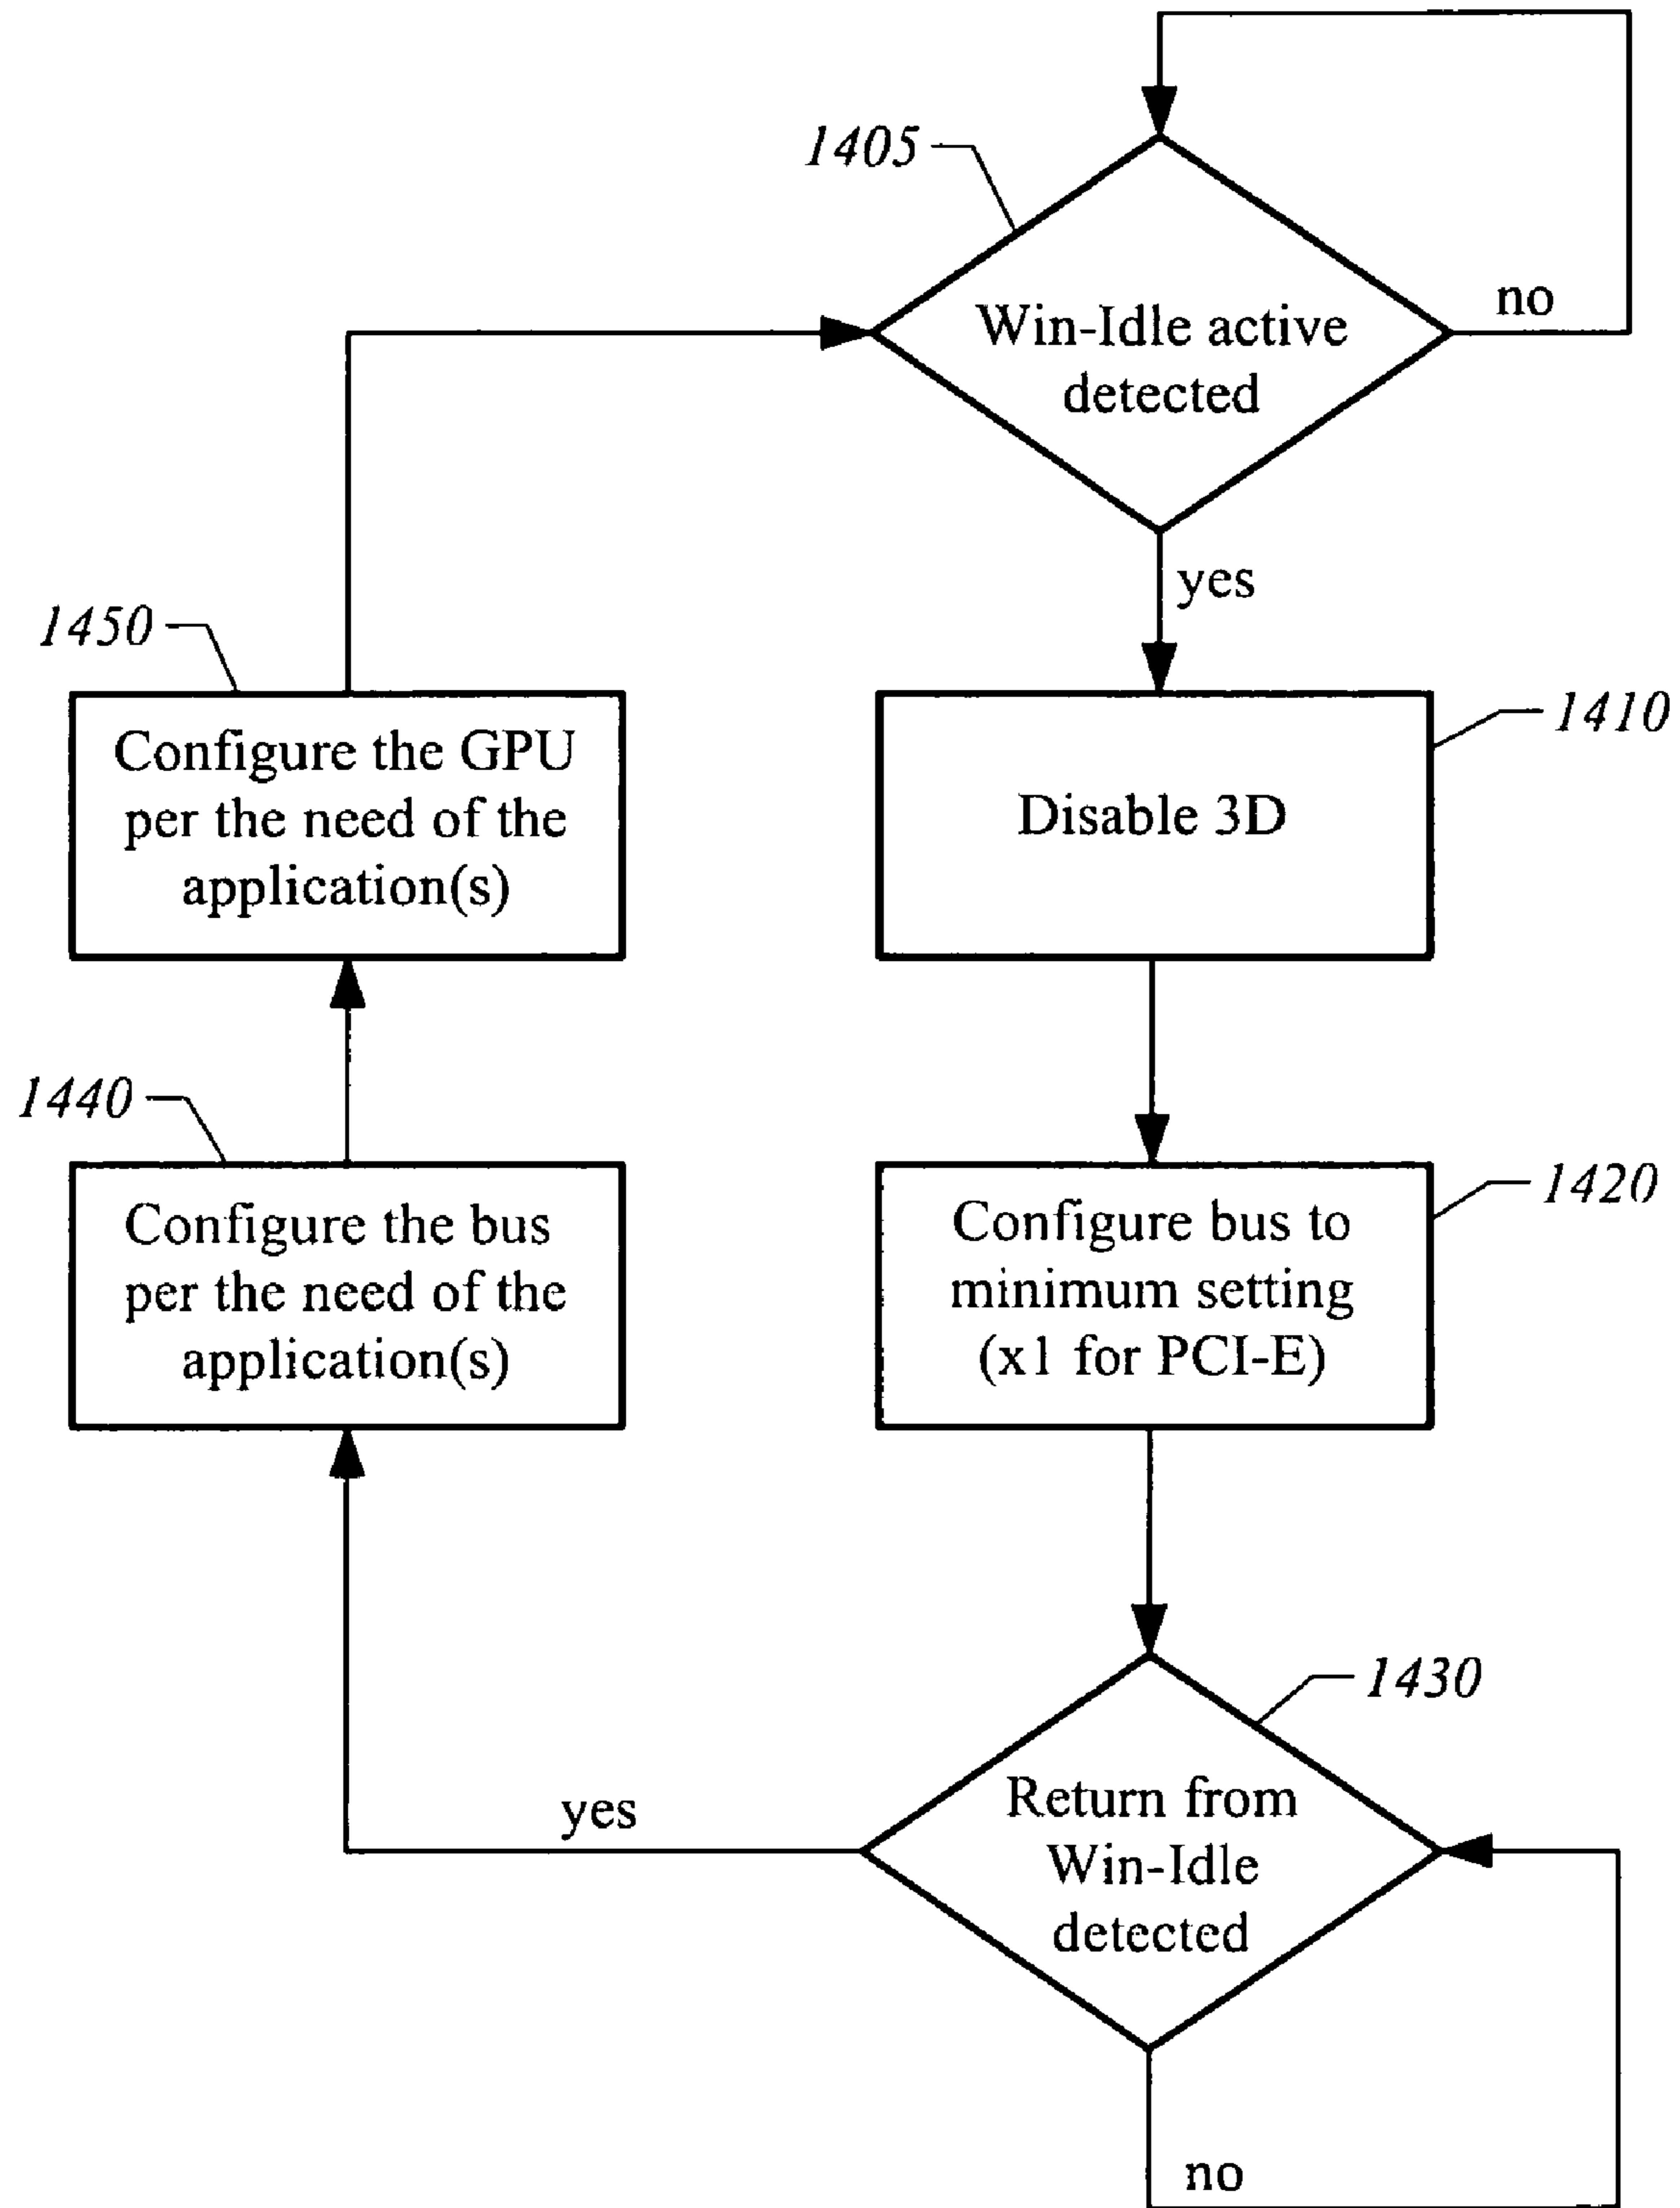 1405
Win-Idle active
detected
no
yes
1450
Configure the GPU
per the need of the
application(s)
1410
Disable 3D
1440
Configure the bus
per the need of the
application(s)
1420
Configure bus to
minimum setting
(x1 for PCI-E)
1430
Return from
Win-Idle
detected
yes
no